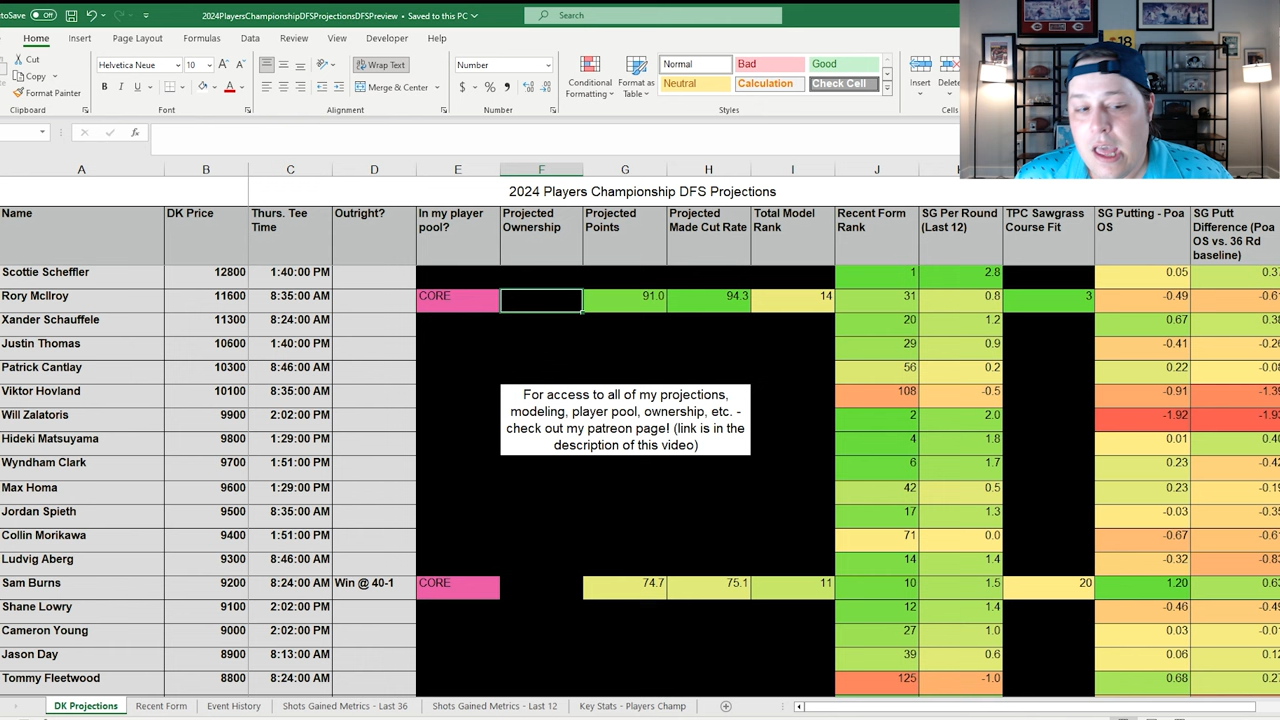 AutoSave Off 2024PlayersChampionshipDFSProjectionsDFSPreview • Saved to this PC Search
Home Insert Page Layout Formulas Data Review View Developer Help
Cut
Copy
Format Painter
Clipboard
Helvetica Neue 10
Font
Wrap Text
Merge & Center
Alignment
Number
Number
Conditional Formatting
Format as Table
Normal Bad Good
Neutral Calculation Check Cell
Styles
Insert
Cells
18
A B C D E F G H I J
2024 Players Championship DFS Projections
Name DK Price Thurs. Tee Time Outright? In my player pool? Projected Ownership Projected Points Projected Made Cut Rate Total Model Rank Recent Form Rank SG Per Round (Last 12) TPC Sawgrass Course Fit SG Putting - Poa OS SG Putt Difference (Poa OS vs. 36 Rd baseline)
Scottie Scheffler 12800 1:40:00 PM 1 2.8 0.05
Rory McIlroy 11600 8:35:00 AM CORE 91.0 94.3 14 31 0.8 3 -0.49
Xander Schauffele 11300 8:24:00 AM 20 1.2 0.67
Justin Thomas 10600 1:40:00 PM 29 0.9 -0.41
Patrick Cantlay 10300 8:46:00 AM 56 0.2 0.22
Viktor Hovland 10100 8:35:00 AM 108 -0.5 -0.91
Will Zalatoris 9900 2:02:00 PM 2 2.0 -1.92
Hideki Matsuyama 9800 1:29:00 PM 4 1.8 0.01
Wyndham Clark 9700 1:51:00 PM 6 1.7 0.23
Max Homa 9600 1:29:00 PM 42 0.5 0.23
Jordan Spieth 9500 8:35:00 AM 17 1.3 -0.03
Collin Morikawa 9400 1:51:00 PM 71 0.0 -0.67
Ludvig Aberg 9300 8:46:00 AM 14 1.4 -0.32
Sam Burns 9200 8:24:00 AM Win @ 40-1 CORE 74.7 75.1 11 10 1.5 20 1.20
Shane Lowry 9100 2:02:00 PM 12 1.4 -0.46
Cameron Young 9000 2:02:00 PM 27 1.0 0.03
Jason Day 8900 8:13:00 AM 39 0.6 0.06
Tommy Fleetwood 8800 8:24:00 AM 125 -1.0 0.68
For access to all of my projections,
modeling, player pool, ownership, etc. -
check out my patreon page! (link is in the
description of this video)
DK Projections Recent Form Event History Shots Gained Metrics - Last 36 Shots Gained Metrics - Last 12 Key Stats - Players Champ